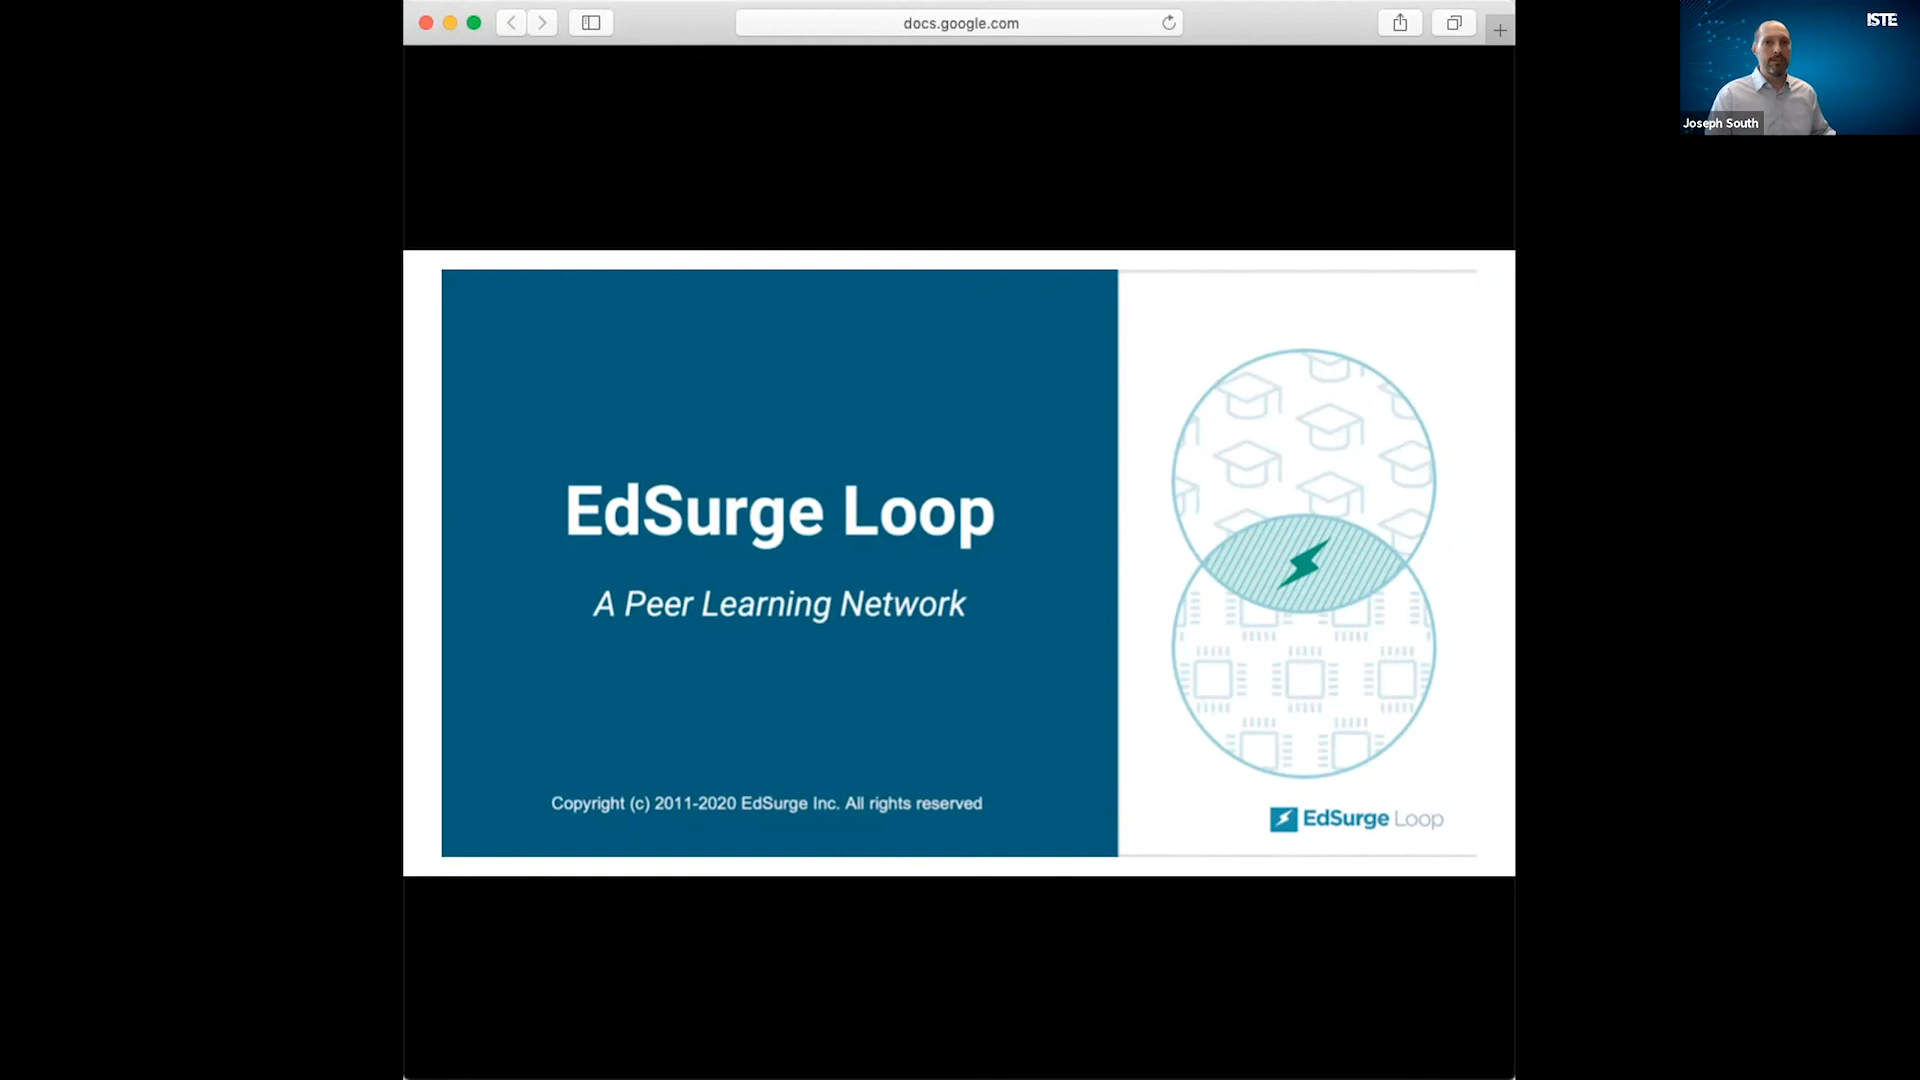 docs.google.com
ISTE
Joseph South
EdSurge Loop
A Peer Learning Network
Copyright (c) 2011-2020 EdSurge Inc. All rights reserved
EdSurge Loop